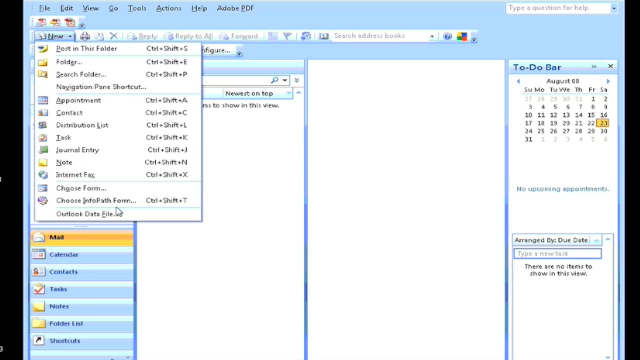 File Edit View Go Tools Actions Help Adobe PDF
Type a question for help
New Reply Reply to All Forward Search address books
Post in This Folder Ctrl+Shift+S
Folder... Ctrl+Shift+E
Search Folder... Ctrl+Shift+P
Navigation Pane Shortcut...
Appointment Ctrl+Shift+A
Contact Ctrl+Shift+C
Distribution List Ctrl+Shift+L
Task Ctrl+Shift+K
Journal Entry Ctrl+Shift+J
Note Ctrl+Shift+N
Internet Fax Ctrl+Shift+X
Choose Form...
Choose InfoPath Form... Ctrl+Shift+T
Outlook Data File...
Newest on top
items to show in this view.
Mail
Calendar
Contacts
Tasks
Notes
Folder List
Shortcuts
To-Do Bar
August 08
Su Mo Tu We Th Fr Sa
27 28 29 30 31 1 2
3 4 5 6 7 8 9
10 11 12 13 14 15 16
17 18 19 20 21 22 23
24 25 26 27 28 29 30
31
No upcoming appointments.
Arranged By: Due Date
Type a new task
There are no items to
show in this view.